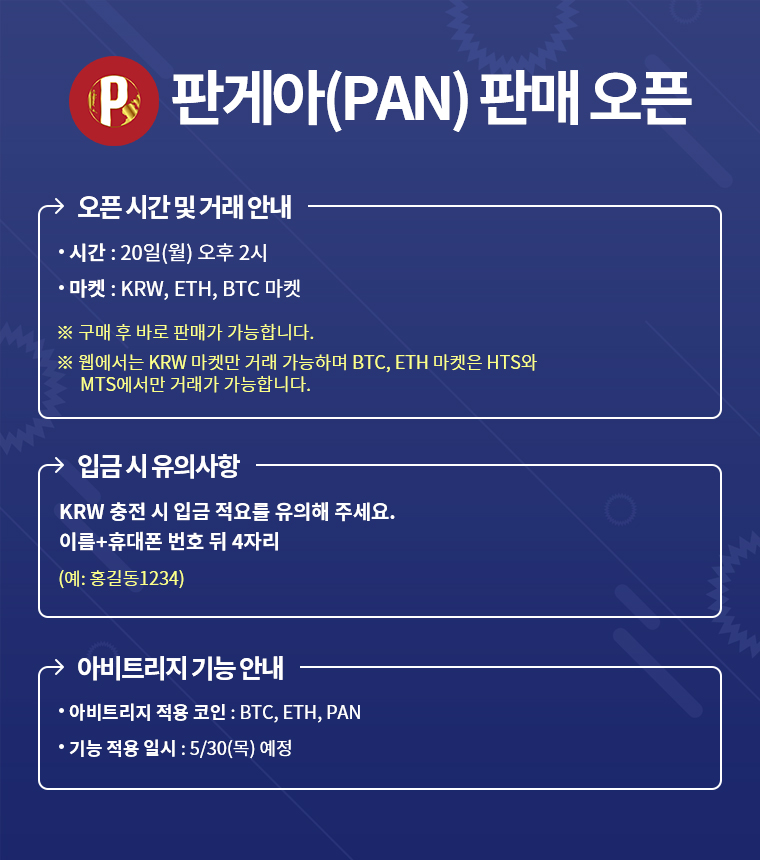 P
판게아(PAN) 판매 오픈
오픈 시간 및 거래 안내
• 시간 : 20일(월) 오후 2시
• 마켓 : KRW, ETH, BTC 마켓
※ 구매 후 바로 판매가 가능합니다.
※ 웹에서는 KRW 마켓만 거래 가능하며 BTC, ETH 마켓은 HTS와
MTS에서만 거래가 가능합니다.
입금 시 유의사항
KRW 충전 시 입금 적요를 유의해 주세요.
이름+휴대폰 번호 뒤 4자리
(예: 홍길동1234)
아비트리지 기능 안내
• 아비트리지 적용 코인 : BTC, ETH, PAN
• 기능 적용 일시 : 5/30(목) 예정